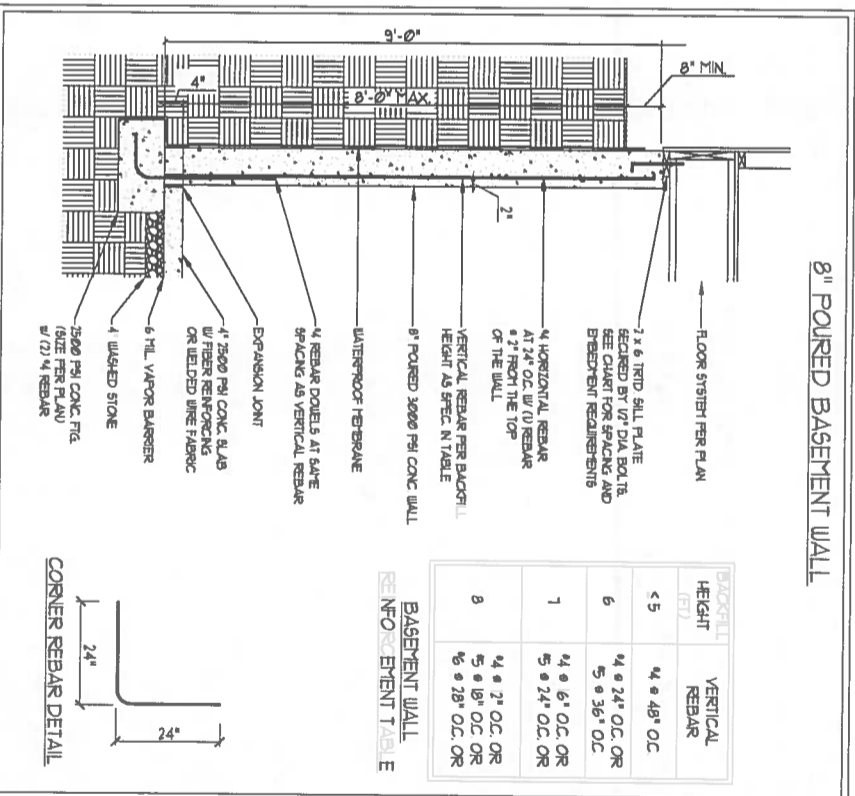 8" POURED BASEMENT WALL
9'-0"
8" MIN.
4"
8'-0" MAX.
2"
FLOOR SYSTEM PER PLAN
2 x 6 TRTD SILL PLATE
SECURED BY 1/2" DIA BOLTS.
SEE CHART FOR SPACING AND
EMBEDMENT REQUIREMENTS
#4 HORIZONTAL REBAR
AT 24" O.C. W/ (1) REBAR
@ 2" FROM THE TOP
OF THE WALL
VERTICAL REBAR PER BACKFILL
HEIGHT AS SPEC. IN TABLE
8" POURED 3000 PSI CONC. WALL
WATERPROOF MEMBRANE
#4 REBAR DOWELS AT SAME
SPACING AS VERTICAL REBAR
EXPANSION JOINT
4" 2500 PSI CONC. SLAB
W/ FIBER REINFORCING
OR WELDED WIRE FABRIC
6 MIL VAPOR BARRIER
4" WASHED STONE
2500 PSI CONC. FTG.
(SIZE PER PLAN)
W/ (2) #4 REBAR
BACKFILL HEIGHT (FT) VERTICAL REBAR
<5 #4 @ 48" O.C.
6 #4 @ 24" O.C. OR
#5 @ 36" O.C.
7 #4 @ 16" O.C. OR
#5 @ 24" O.C. OR
8 #4 @ 12" O.C. OR
#5 @ 18" O.C. OR
#6 @ 28" O.C. OR
BASEMENT WALL
REINFORCEMENT TABLE
24"
24"
CORNER REBAR DETAIL